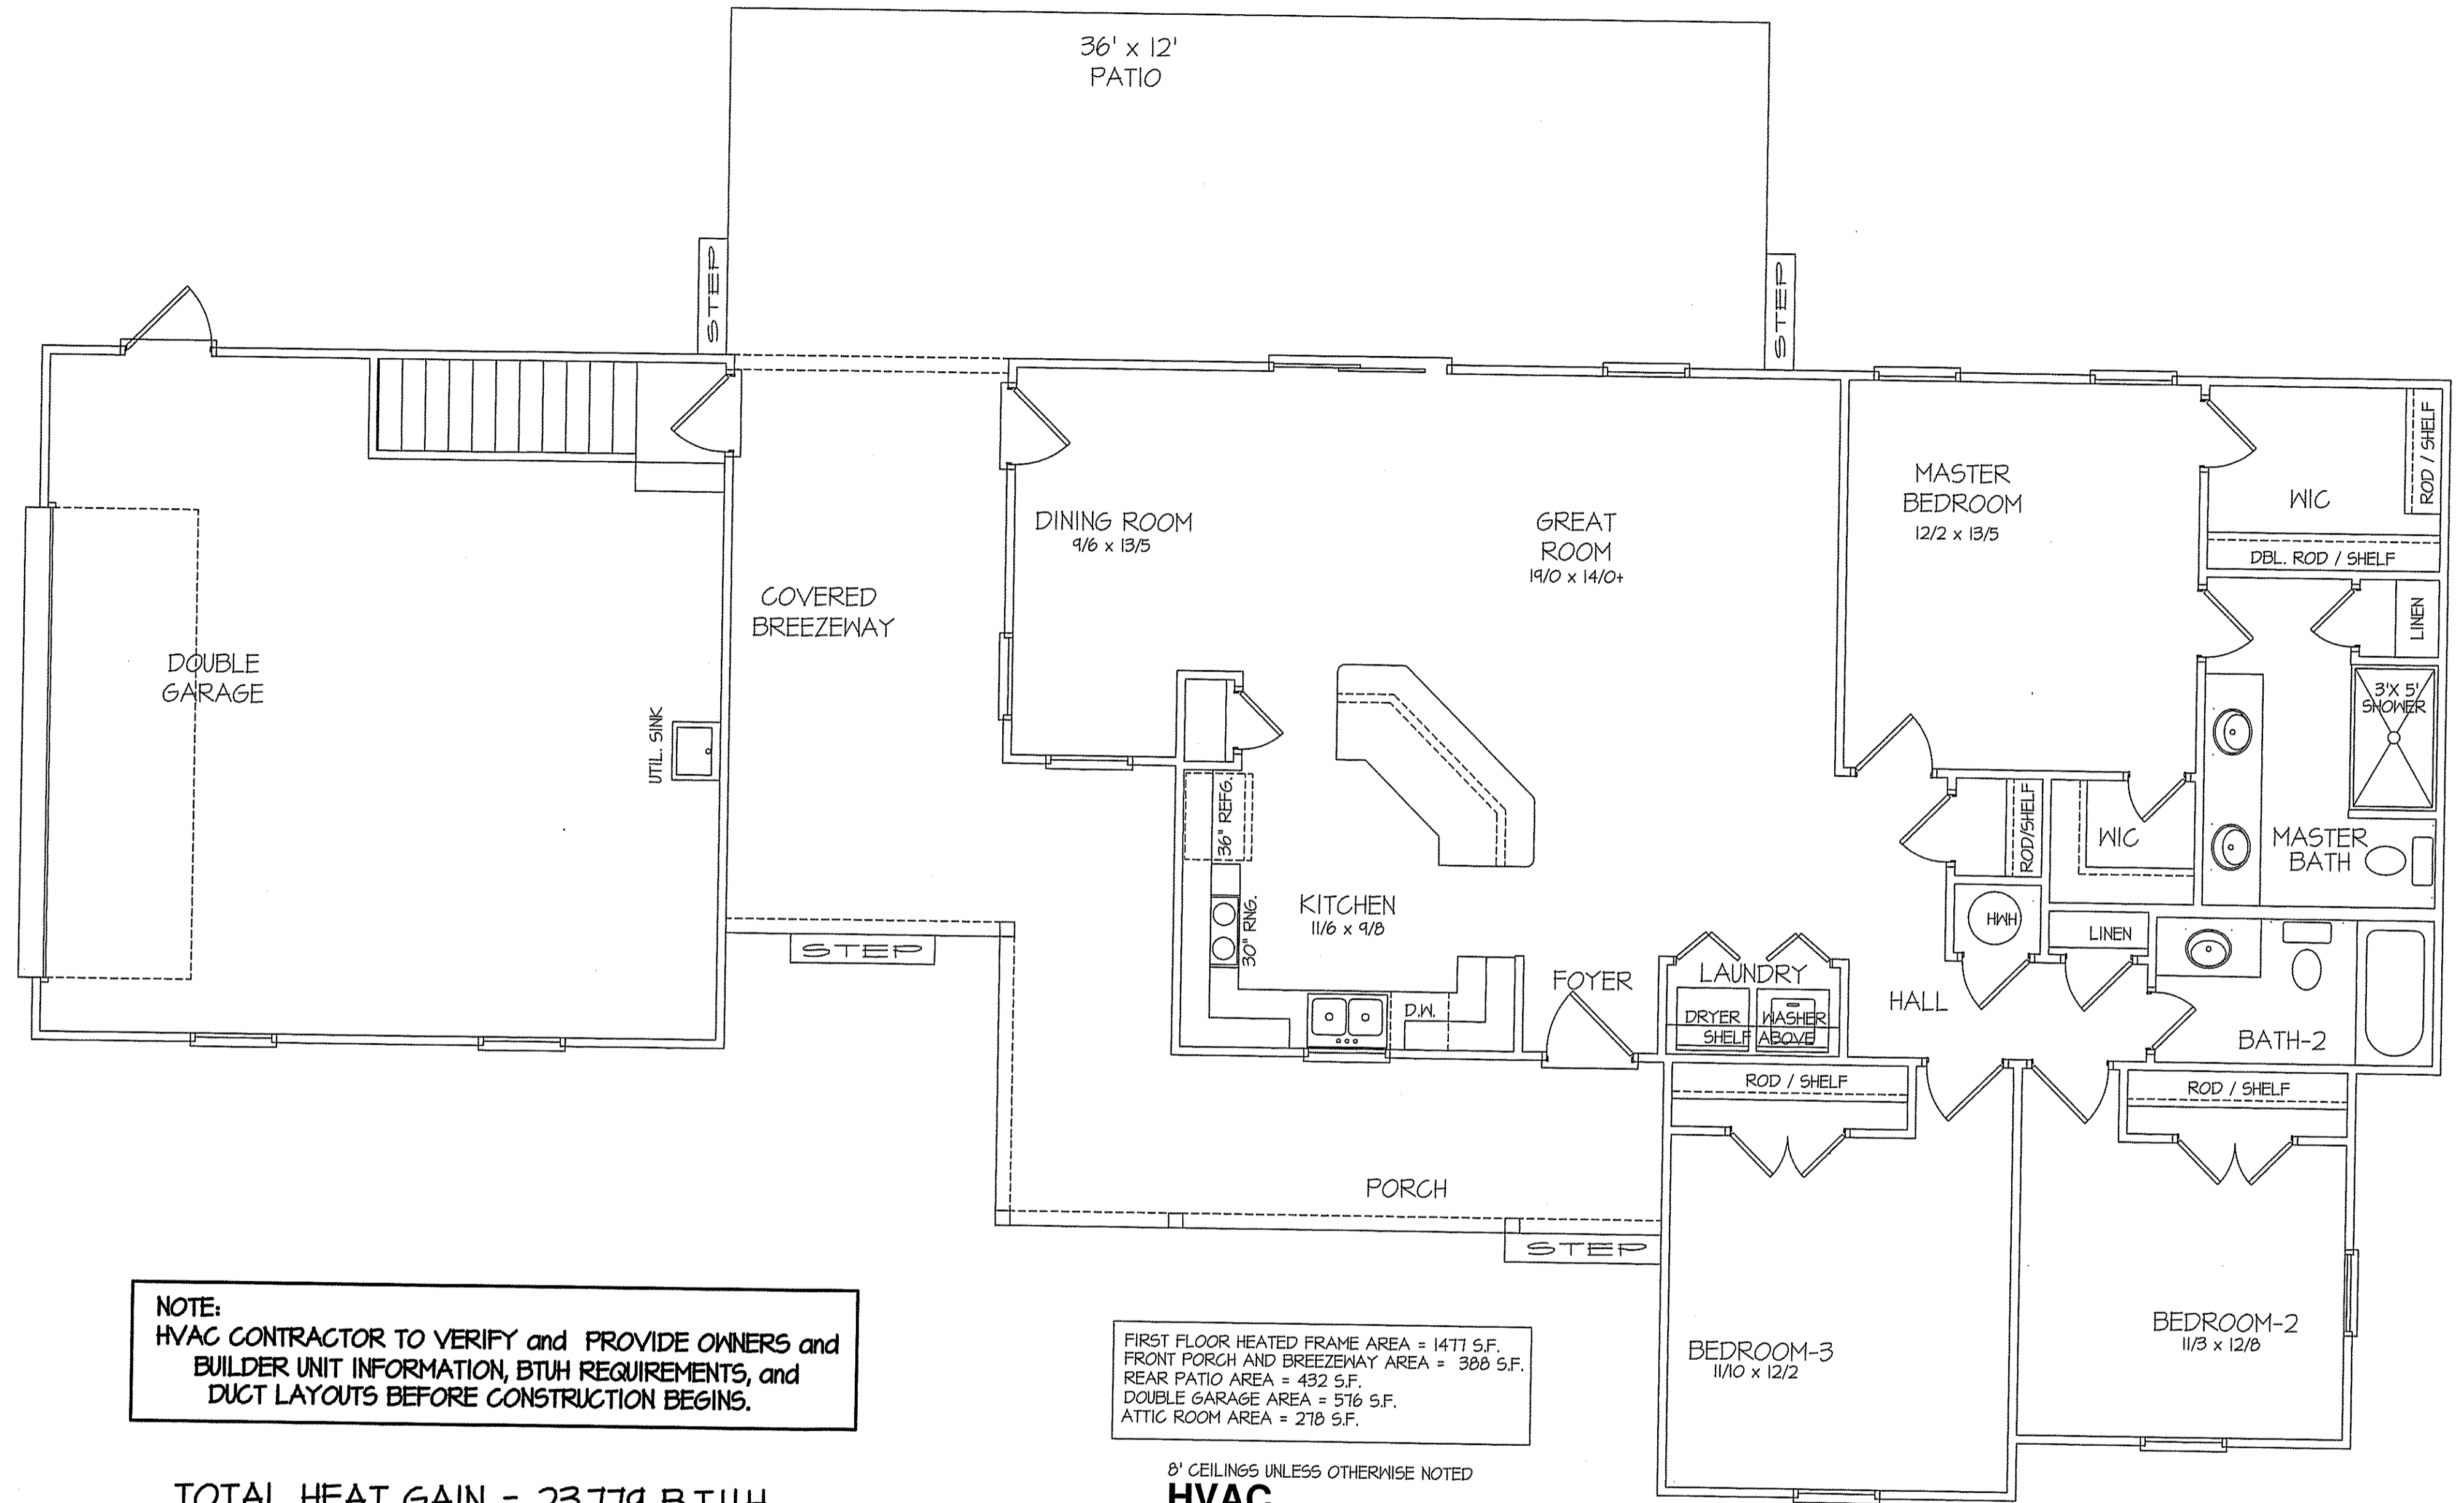 36' x 12'
PATIO
STEP
STEP
DINING ROOM
9/6 x 13/5
GREAT
ROOM
19/0 x 14/0+
MASTER
BEDROOM
12/2 x 13/5
WIC
ROD / SHELF
DBL. ROD / SHELF
LINEN
3'X 5'
SHOWER
COVERED
BREEZEWAY
DOUBLE
GARAGE
UTIL. SINK
36" REFG.
30" RNG.
KITCHEN
11/6 x 9/8
D.W.
FOYER
LAUNDRY
DRYER
WASHER
SHELF ABOVE
ROD/SHELF
WIC
MASTER
BATH
HWH
LINEN
HALL
BATH-2
STEP
ROD / SHELF
ROD / SHELF
PORCH
STEP
BEDROOM-3
11/10 x 12/2
BEDROOM-2
11/3 x 12/8
NOTE:
HVAC CONTRACTOR TO VERIFY and PROVIDE OWNERS and
BUILDER UNIT INFORMATION, BTUH REQUIREMENTS, and
DUCT LAYOUTS BEFORE CONSTRUCTION BEGINS.
FIRST FLOOR HEATED FRAME AREA = 1477 S.F.
FRONT PORCH AND BREEZEWAY AREA = 388 S.F.
REAR PATIO AREA = 432 S.F.
DOUBLE GARAGE AREA = 576 S.F.
ATTIC ROOM AREA = 278 S.F.
8' CEILINGS UNLESS OTHERWISE NOTED
HVAC
TOTAL HEAT GAIN = 23,779 B.T.U.H.